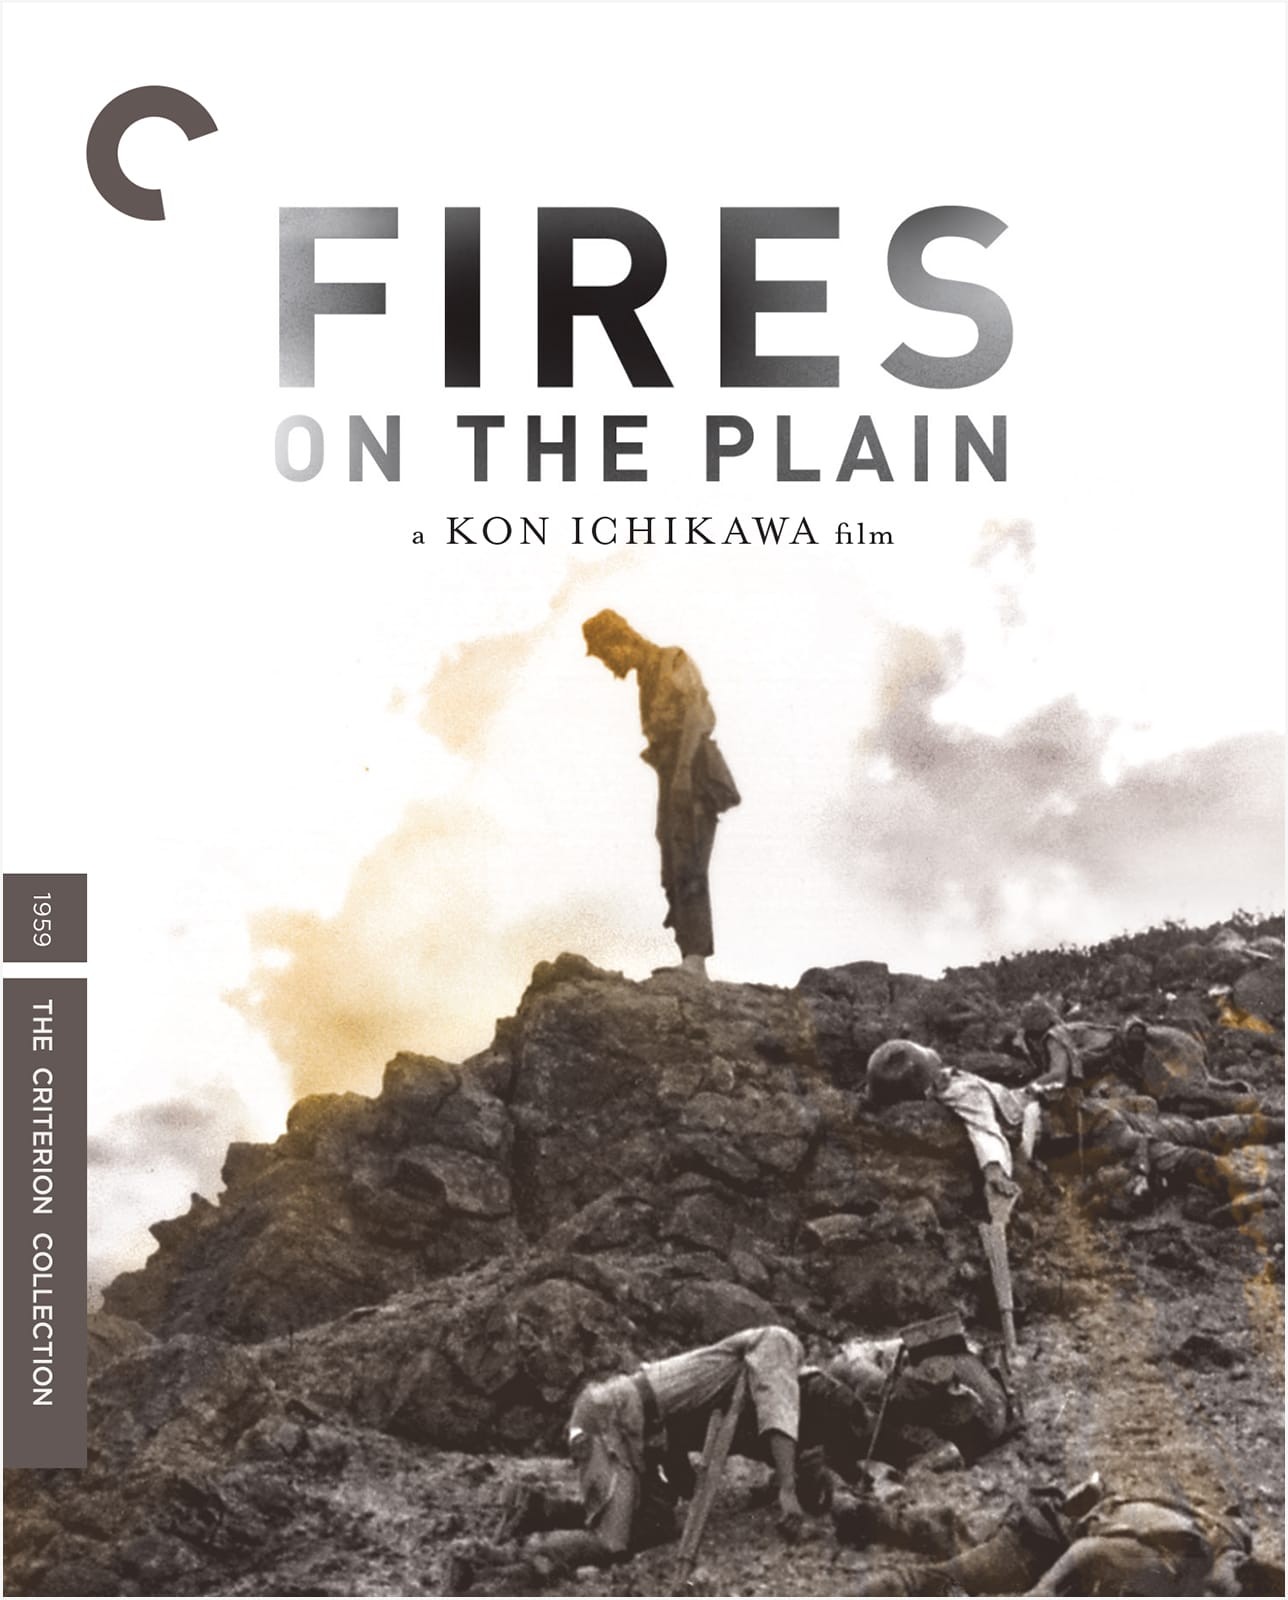 FIRES
ON THE PLAIN
a KON ICHIKAWA film
1959
THE CRITERION COLLECTION